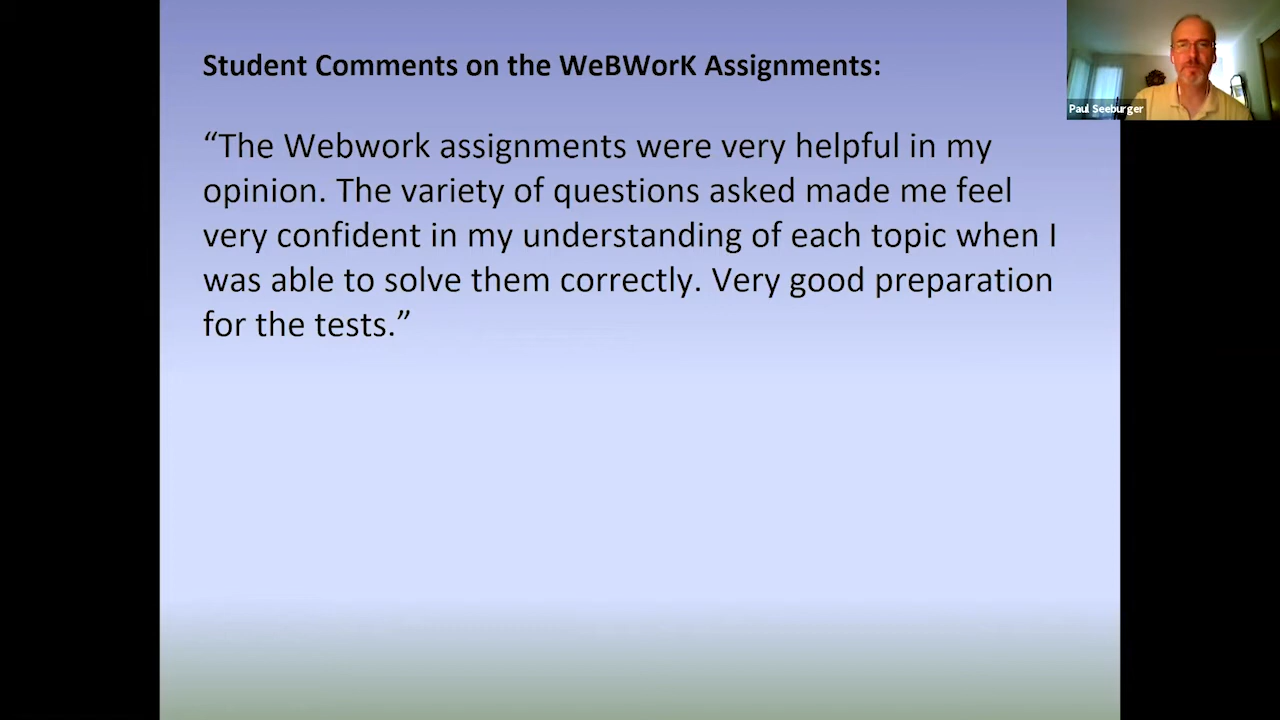 Student Comments on the WeBWorK Assignments:
“The Webwork assignments were very helpful in my
opinion. The variety of questions asked made me feel
very confident in my understanding of each topic when I
was able to solve them correctly. Very good preparation
for the tests.”
Paul Seeburger